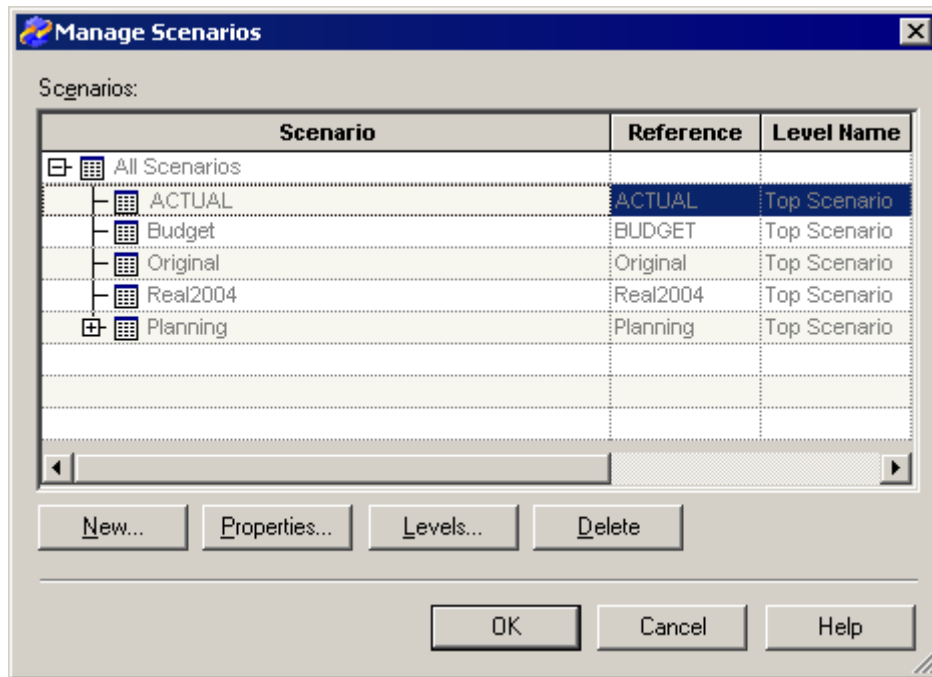 Manage Scenarios
Scenarios:
Scenario Reference Level Name
All Scenarios
ACTUAL ACTUAL Top Scenario
Budget BUDGET Top Scenario
Original Original Top Scenario
Real2004 Real2004 Top Scenario
Planning Planning Top Scenario
New... Properties... Levels... Delete
OK Cancel Help